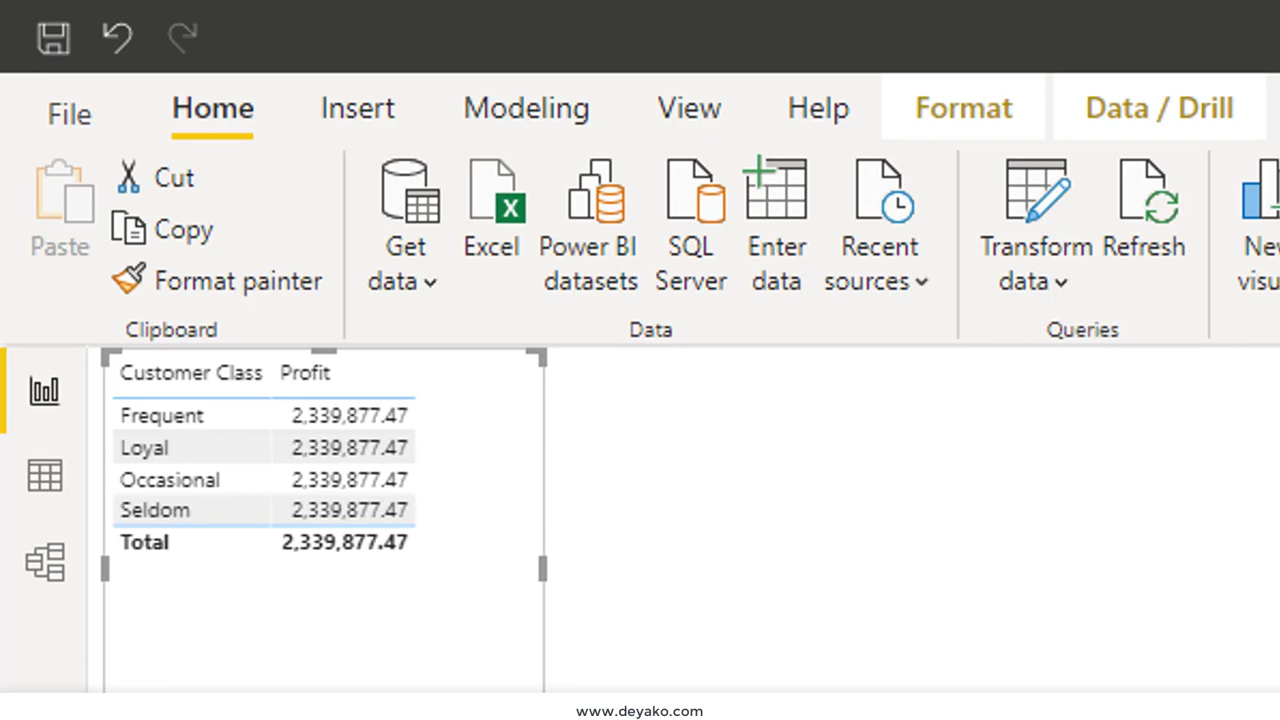 File Home Insert Modeling View Help Format Data / Drill
Paste
Cut
Copy
Format painter
Clipboard
Get data
Excel
Power BI datasets
SQL Server
Enter data
Recent sources
Data
Transform data
Refresh
Queries
Customer Class Profit
Frequent 2,339,877.47
Loyal 2,339,877.47
Occasional 2,339,877.47
Seldom 2,339,877.47
Total 2,339,877.47
www.deyako.com